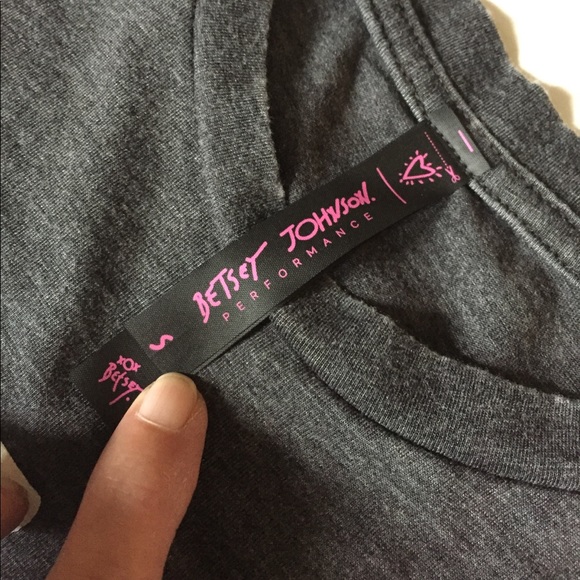 S
BETSEY JOHNSON.
PERFORMANCE
XOX
Betsey.